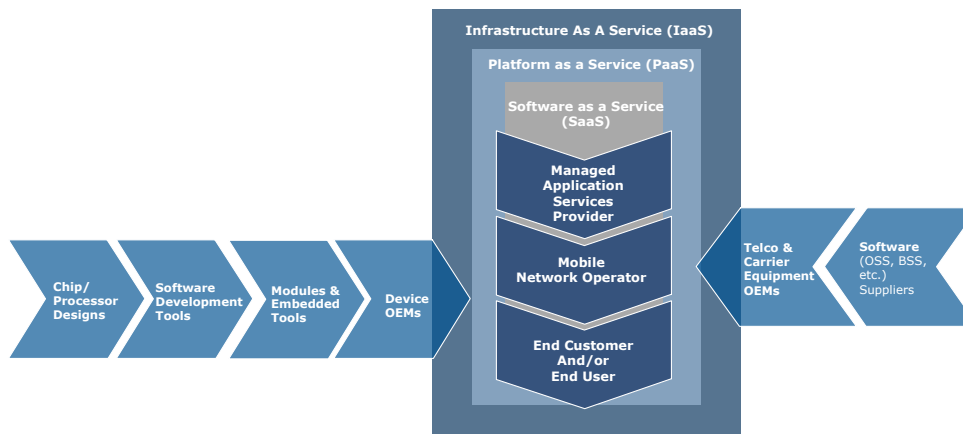 Infrastructure As A Service (IaaS)
Platform as a Service (PaaS)
Software as a Service
(SaaS)
Managed
Application
Services
Provider
Mobile
Network Operator
End Customer
And/or
End User
Chip/
Processor
Designs
Software
Development
Tools
Modules &
Embedded
Tools
Device
OEMs
Telco &
Carrier
Equipment
OEMs
Software
(OSS, BSS,
etc.)
Suppliers